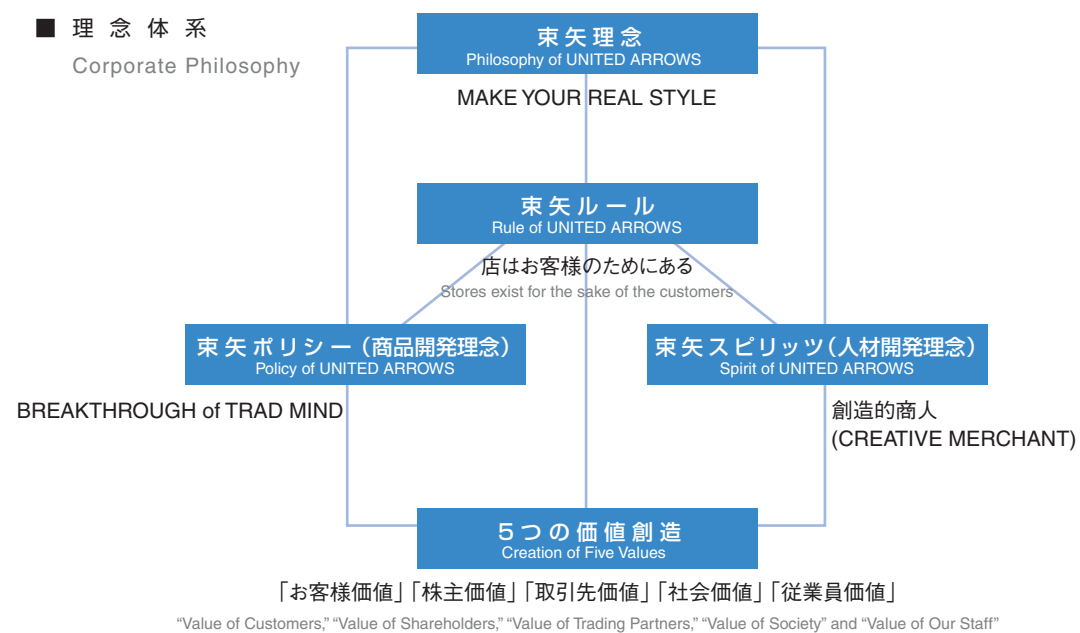 ■ 理念体系
Corporate Philosophy
束矢理念
Philosophy of UNITED ARROWS
MAKE YOUR REAL STYLE
束矢ルール
Rule of UNITED ARROWS
店はお客様のためにある
Stores exist for the sake of the customers
束矢ポリシー（商品開発理念）
Policy of UNITED ARROWS
BREAKTHROUGH of TRAD MIND
束矢スピリッツ（人材開発理念）
Spirit of UNITED ARROWS
創造的商人
(CREATIVE MERCHANT)
5つの価値創造
Creation of Five Values
「お客様価値」「株主価値」「取引先価値」「社会価値」「従業員価値」
“Value of Customers,” “Value of Shareholders,” “Value of Trading Partners,” “Value of Society” and “Value of Our Staff”